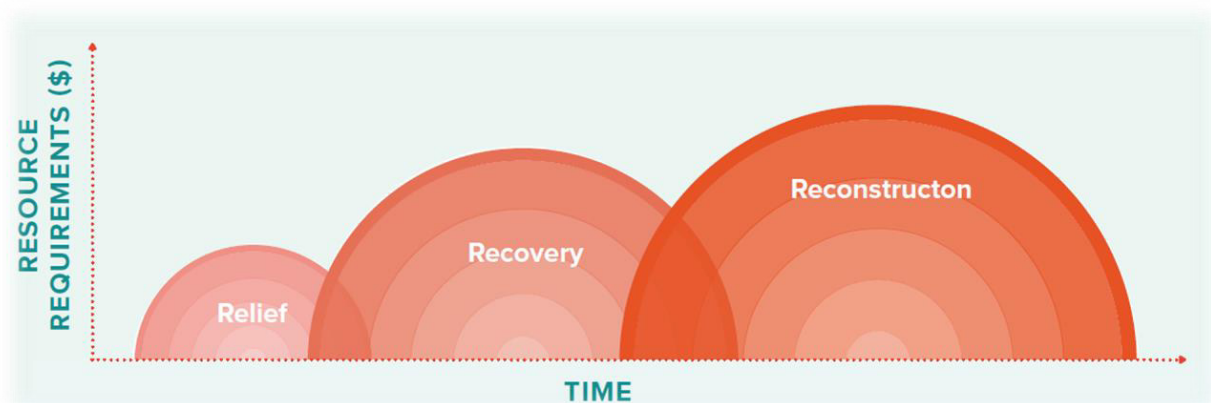 RESOURCE
REQUIREMENTS ($)
Relief
Recovery
Reconstructon
TIME